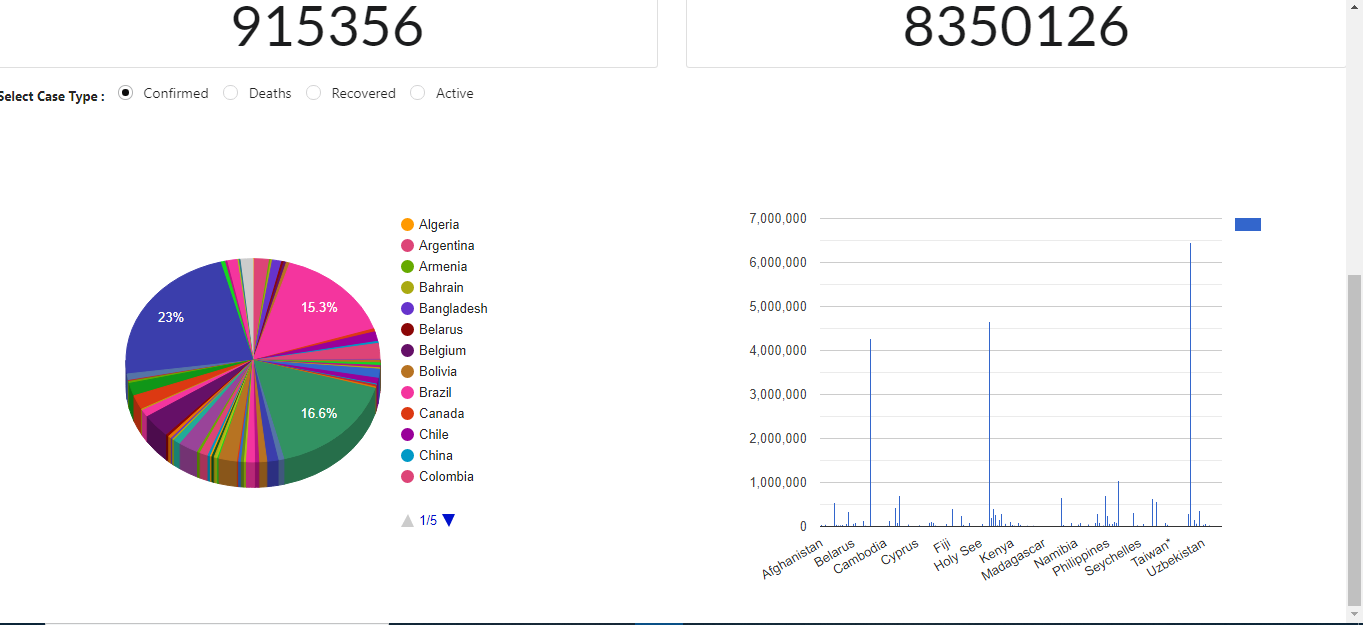 915356
8350126
Select Case Type :
Confirmed
Deaths
Recovered
Active
23%
15.3%
16.6%
Algeria
Argentina
Armenia
Bahrain
Bangladesh
Belarus
Belgium
Bolivia
Brazil
Canada
Chile
China
Colombia
1/5
7,000,000
6,000,000
5,000,000
4,000,000
3,000,000
2,000,000
1,000,000
0
Afghanistan
Belarus
Cambodia
Cyprus
Fiji
Holy See
Kenya
Madagascar
Namibia
Philippines
Seychelles
Taiwan*
Uzbekistan